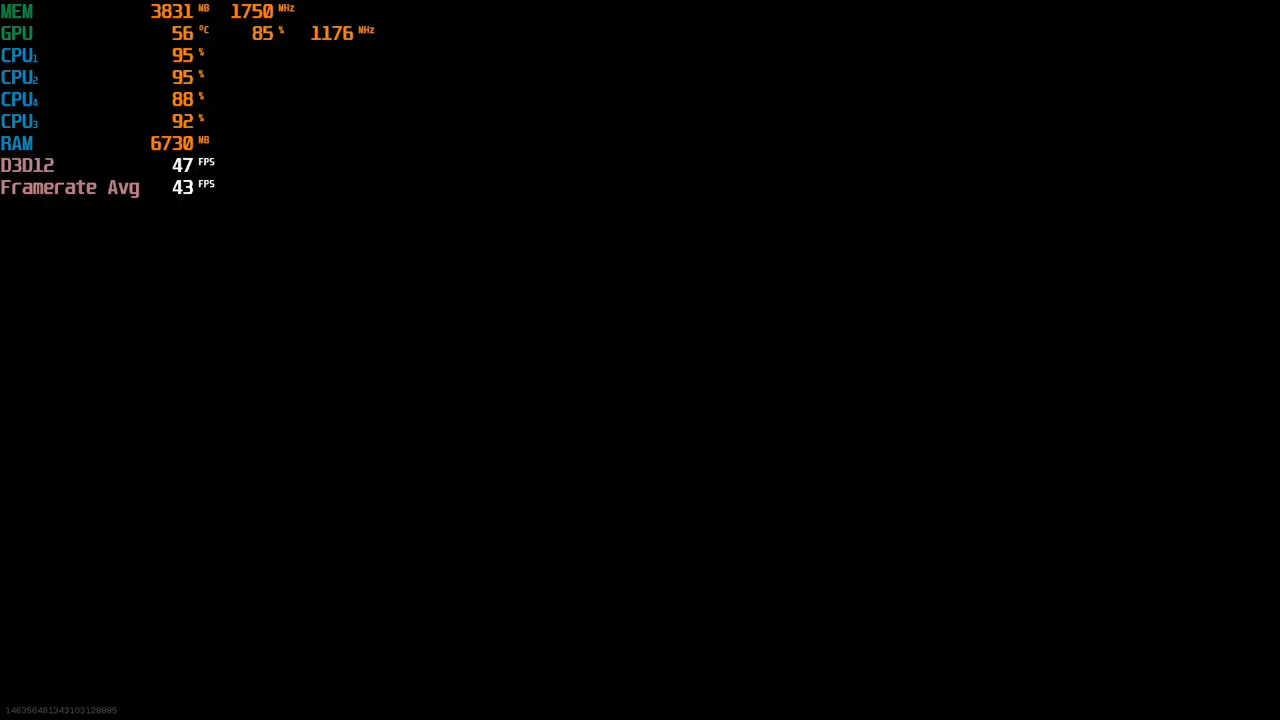 MEM 3831 MB 1750 MHz
GPU 56 °C 85 % 1176 MHz
CPU1 95 %
CPU2 95 %
CPU4 88 %
CPU3 92 %
RAM 6730 MB
D3D12 47 FPS
Framerate Avg 43 FPS
146356481343103128885